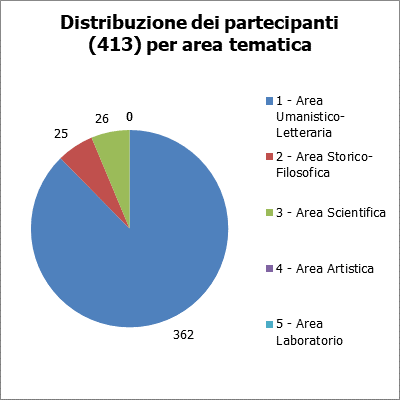 Distribuzione dei partecipanti
(413) per area tematica
25
26
0
362
1 - Area
Umanistico-
Letteraria
2 - Area Storico-
Filosofica
3 - Area Scientifica
4 - Area Artistica
5 - Area
Laboratorio